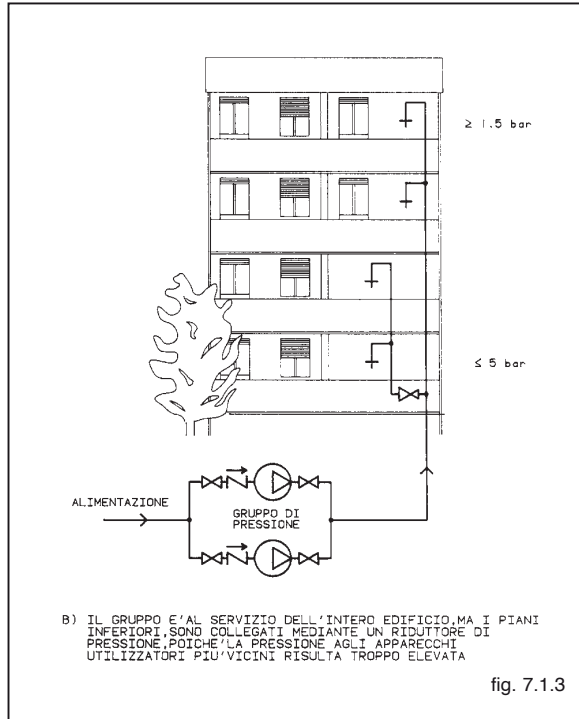 ≥ 1.5 bar
≤ 5 bar
ALIMENTAZIONE
GRUPPO DI
PRESSIONE
B) IL GRUPPO E'AL SERVIZIO DELL'INTERO EDIFICIO,MA I PIANI
INFERIORI,SONO COLLEGATI MEDIANTE UN RIDUTTORE DI
PRESSIONE,POICHE'LA PRESSIONE AGLI APPARECCHI
UTILIZZATORI PIU'VICINI RISULTA TROPPO ELEVATA
fig. 7.1.3